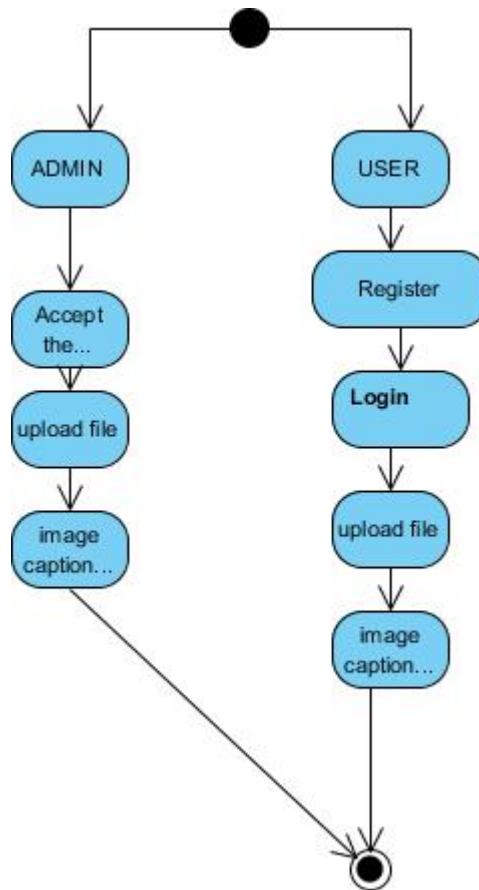 ADMIN
USER
Register
Accept
the...
Login
upload file
upload file
image
caption...
image
caption...